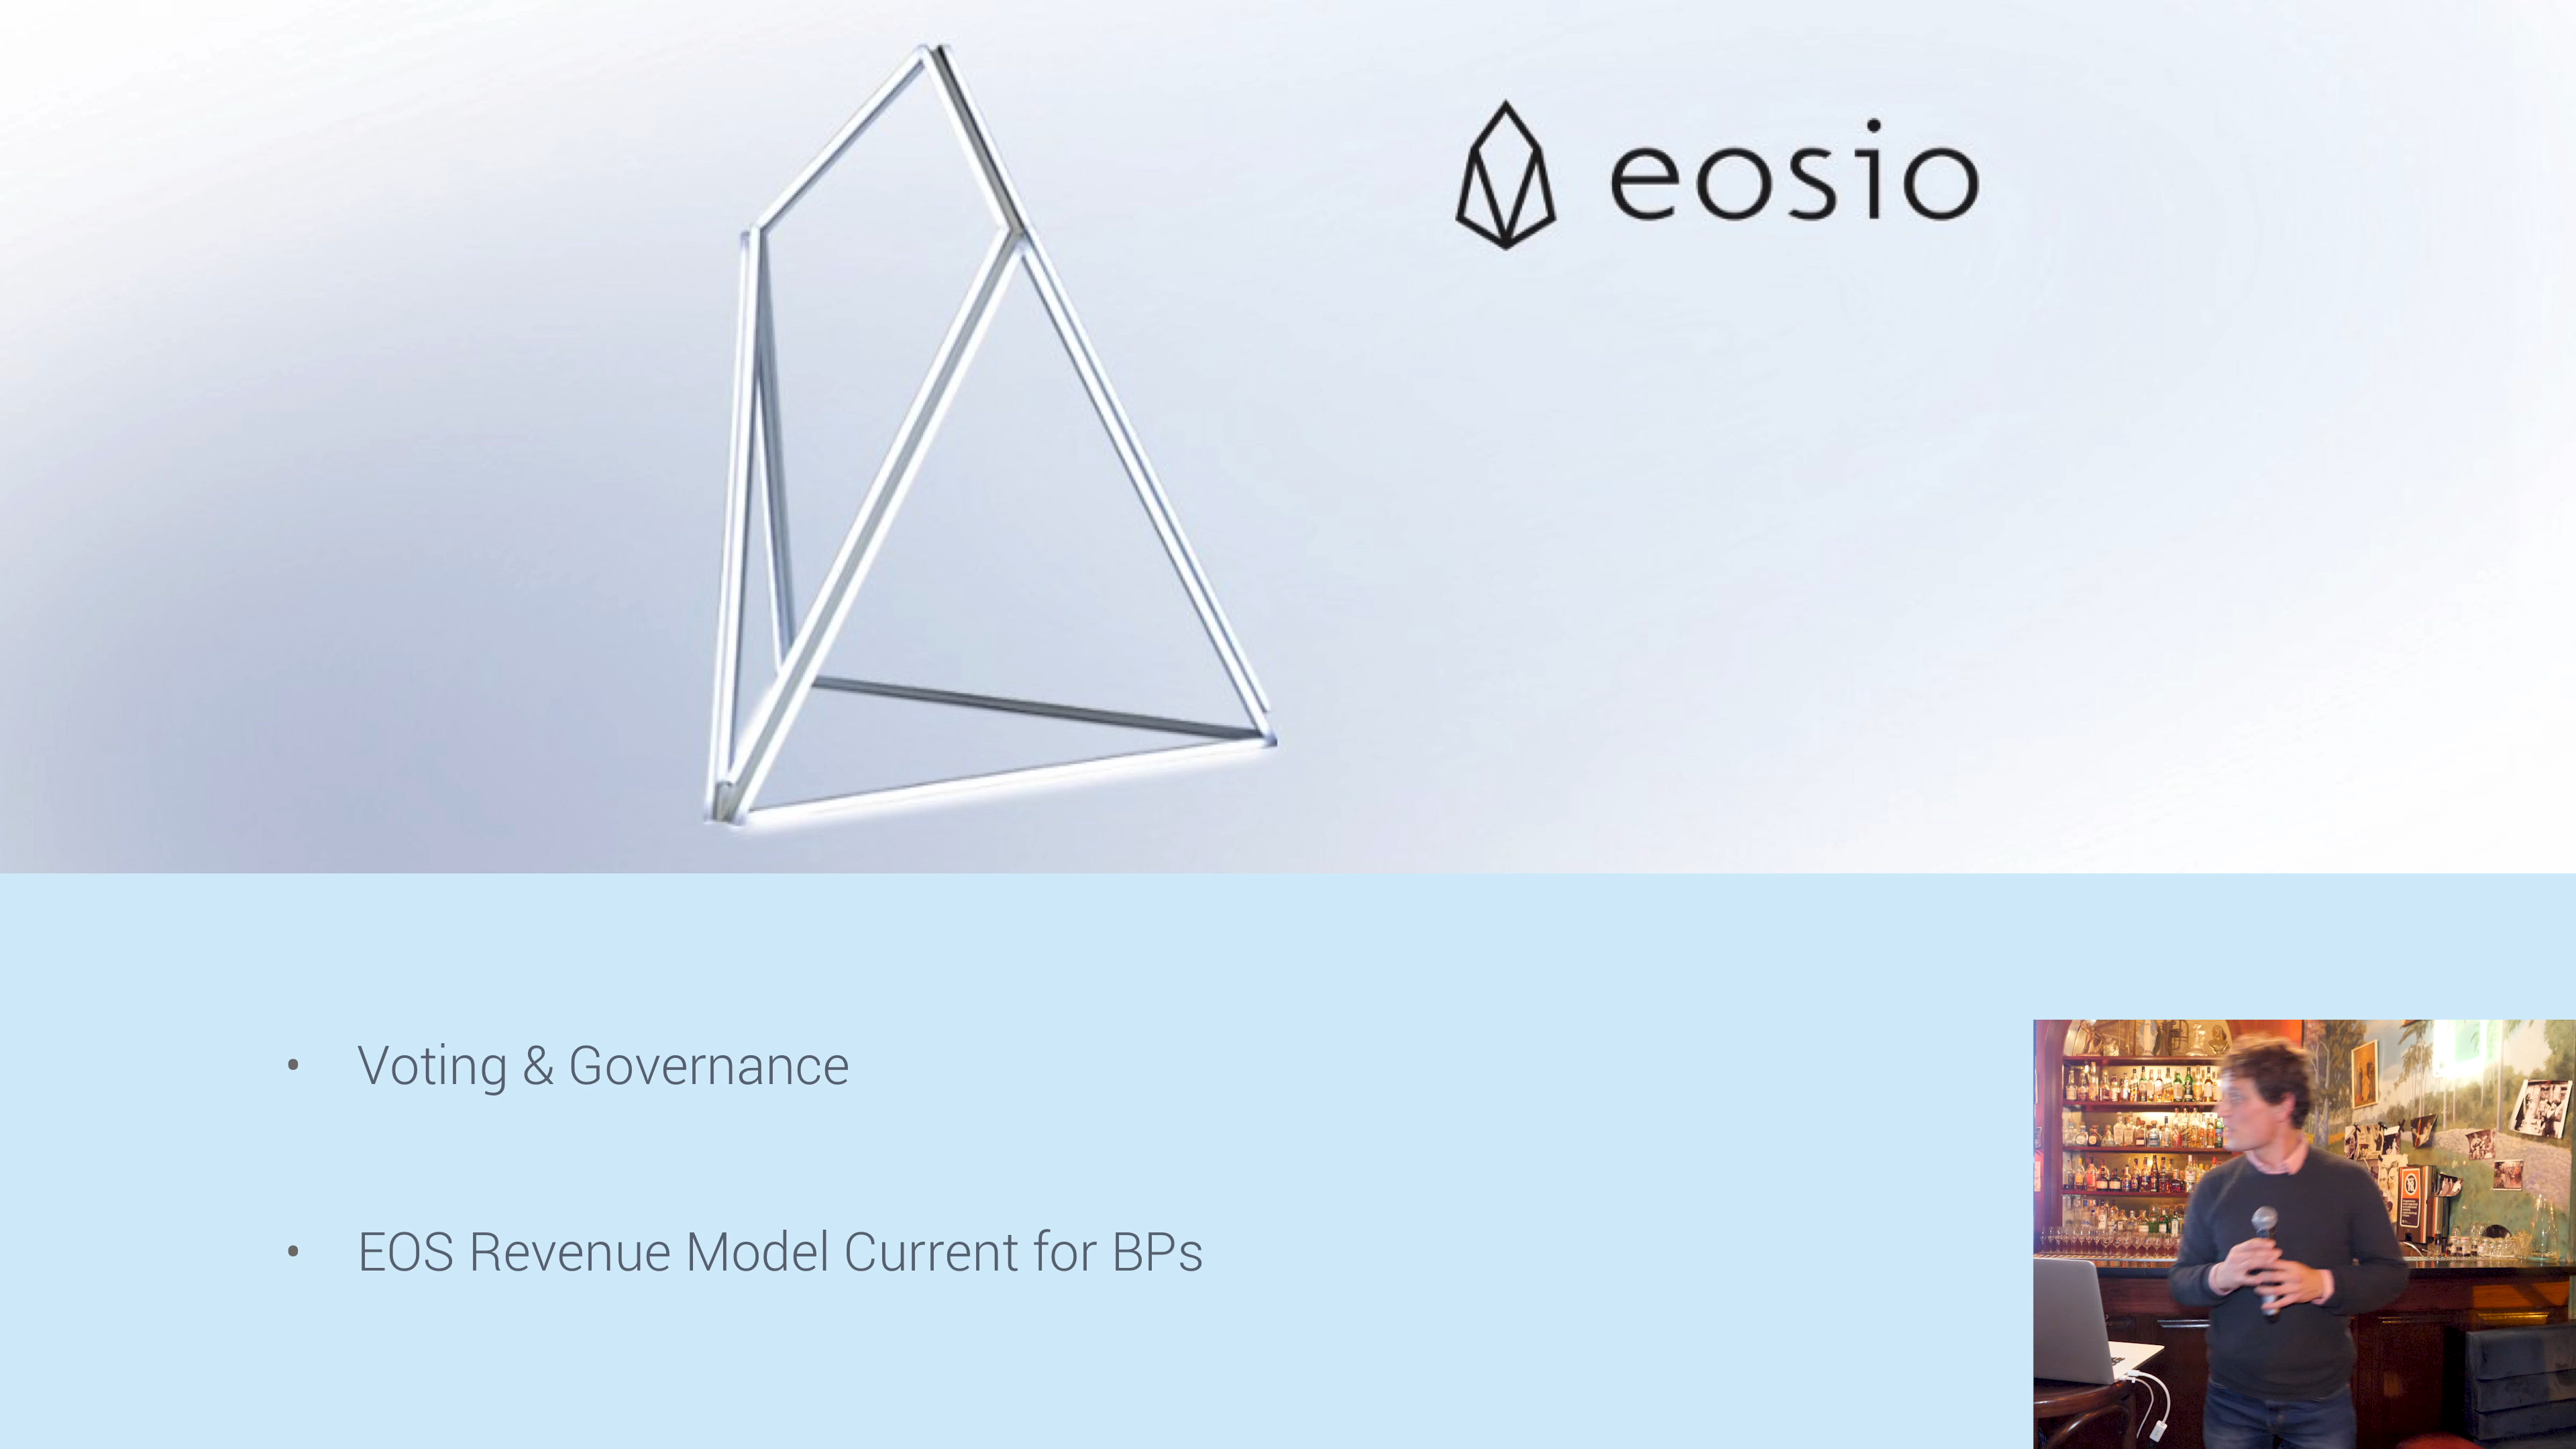 eosio
• Voting & Governance
• EOS Revenue Model Current for BPs